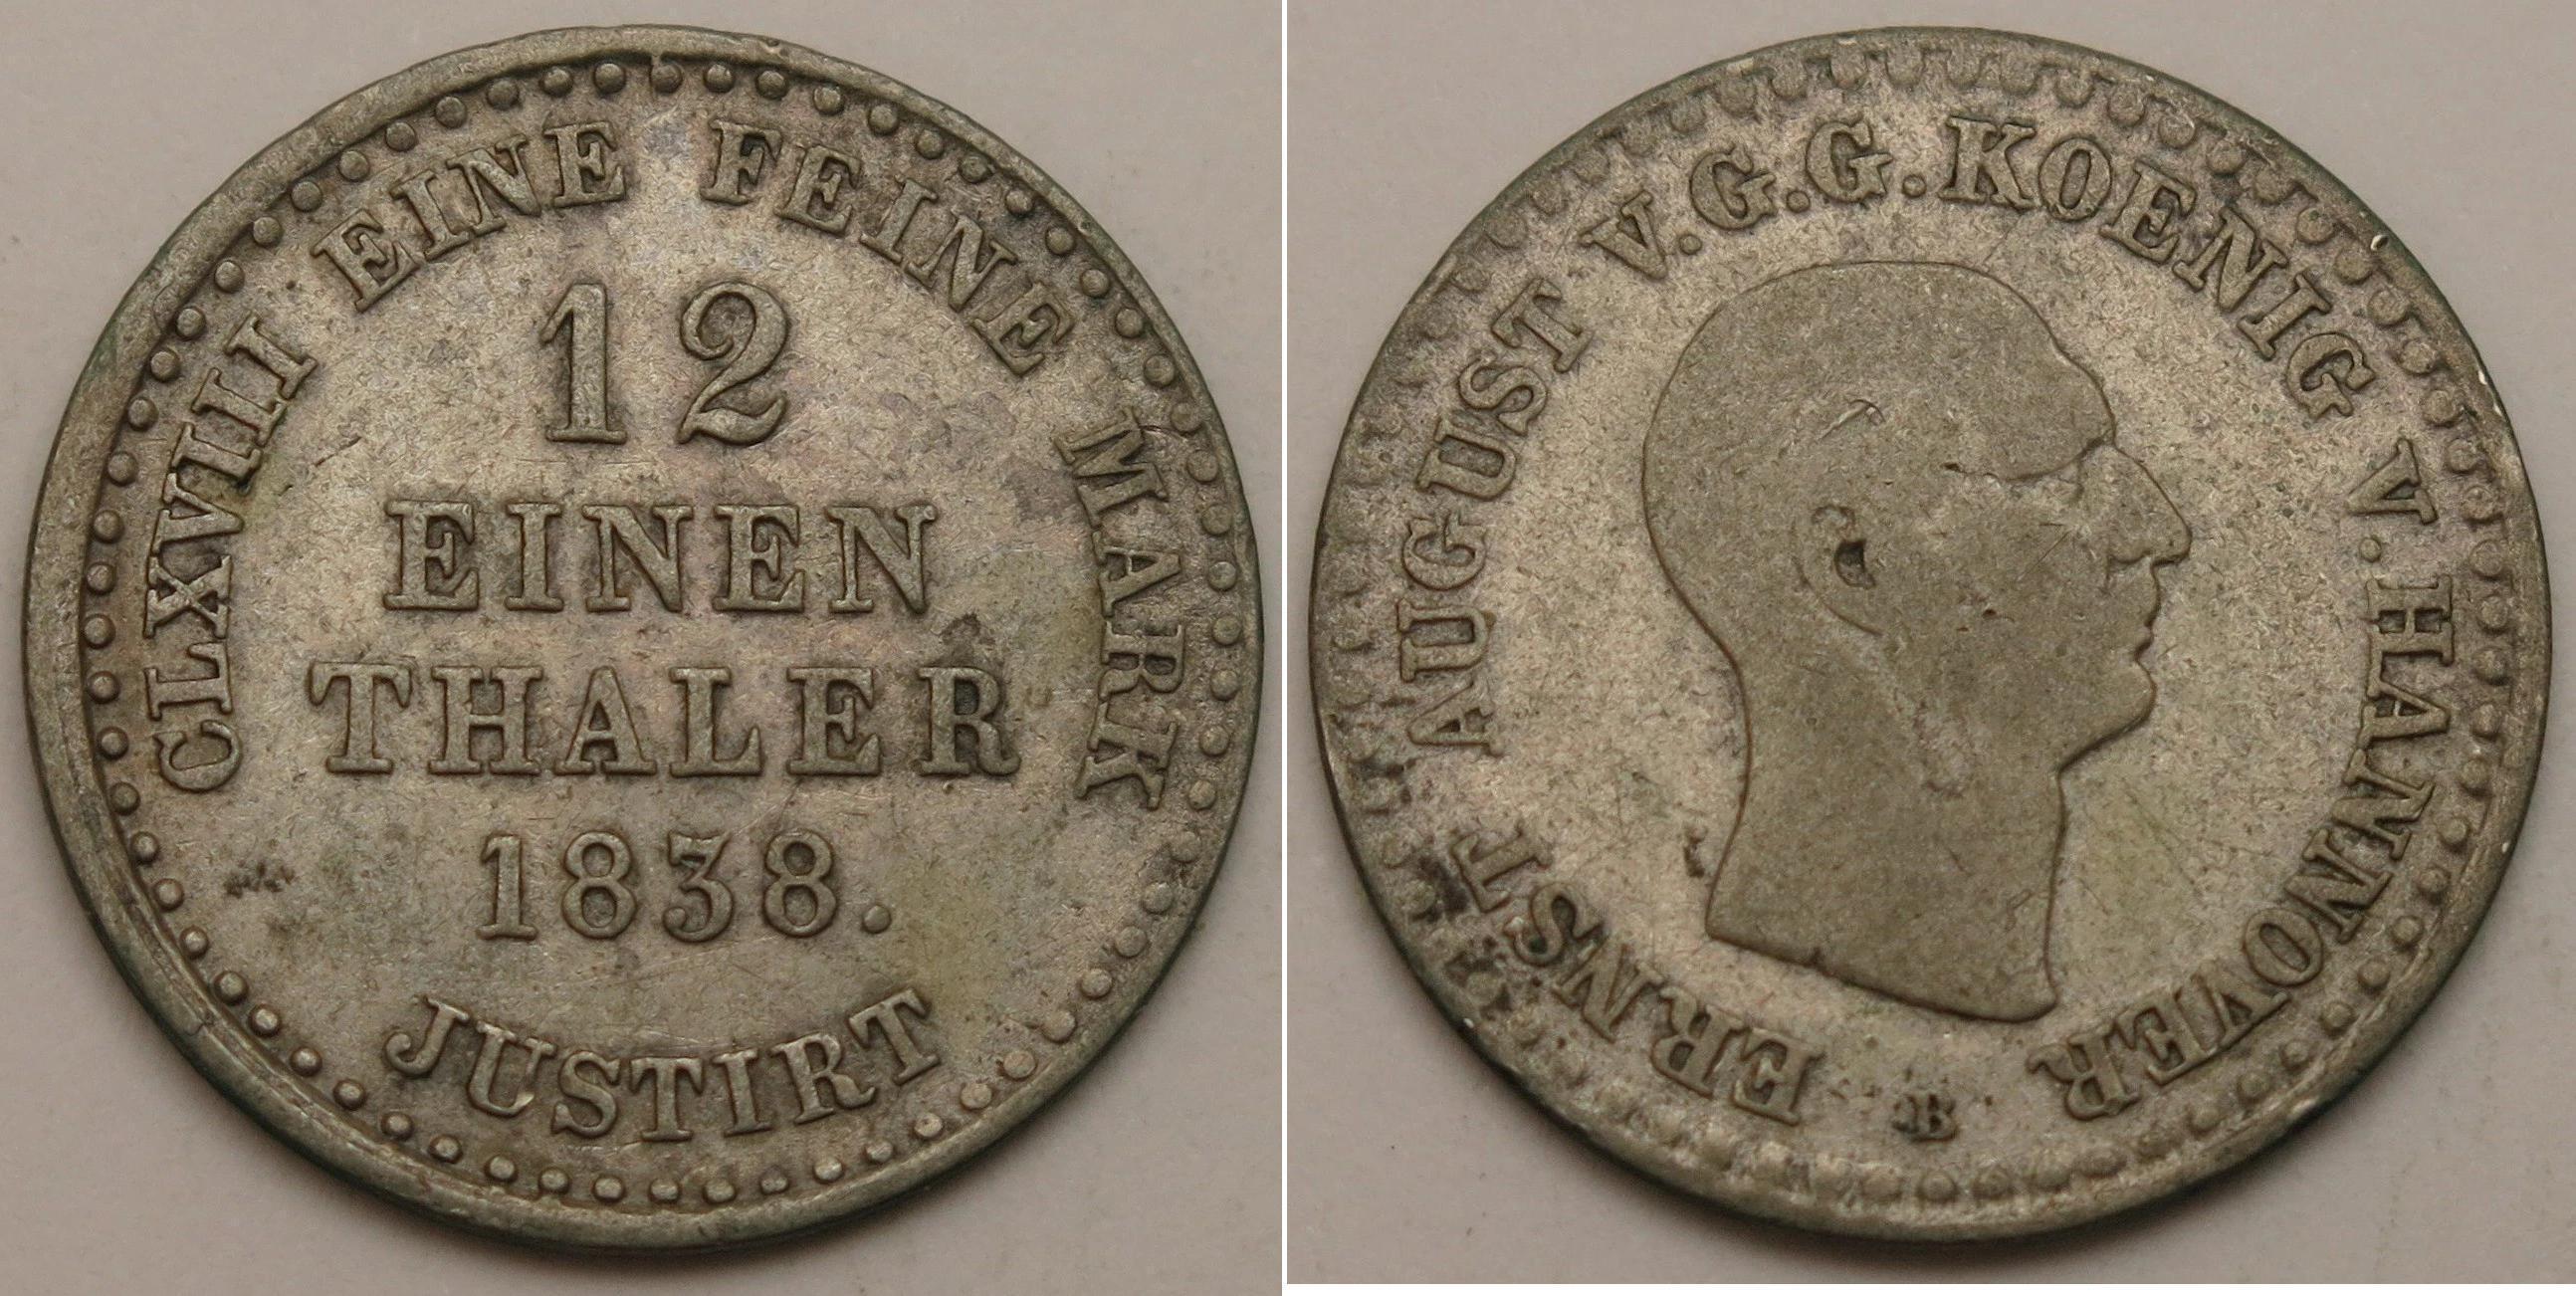 CLXVIII EINE FEINE MARK
12
EINEN
THALER
1838.
JUSTIRT
ERNST AUGUST V.G.G.KOENIG V.HANNOVER
B